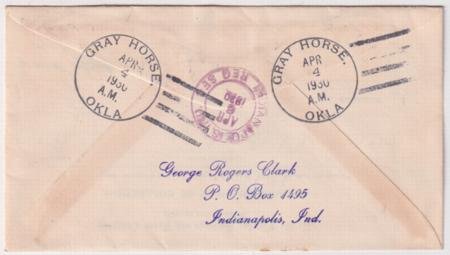 GRAY HORSE,
APR
4
1930
A.M.
OKLA
GRAY HORSE,
APR
4
1930
A.M.
OKLA
APR
George Rogers Clark
P. O. Box 1495
Indianapolis, Ind.